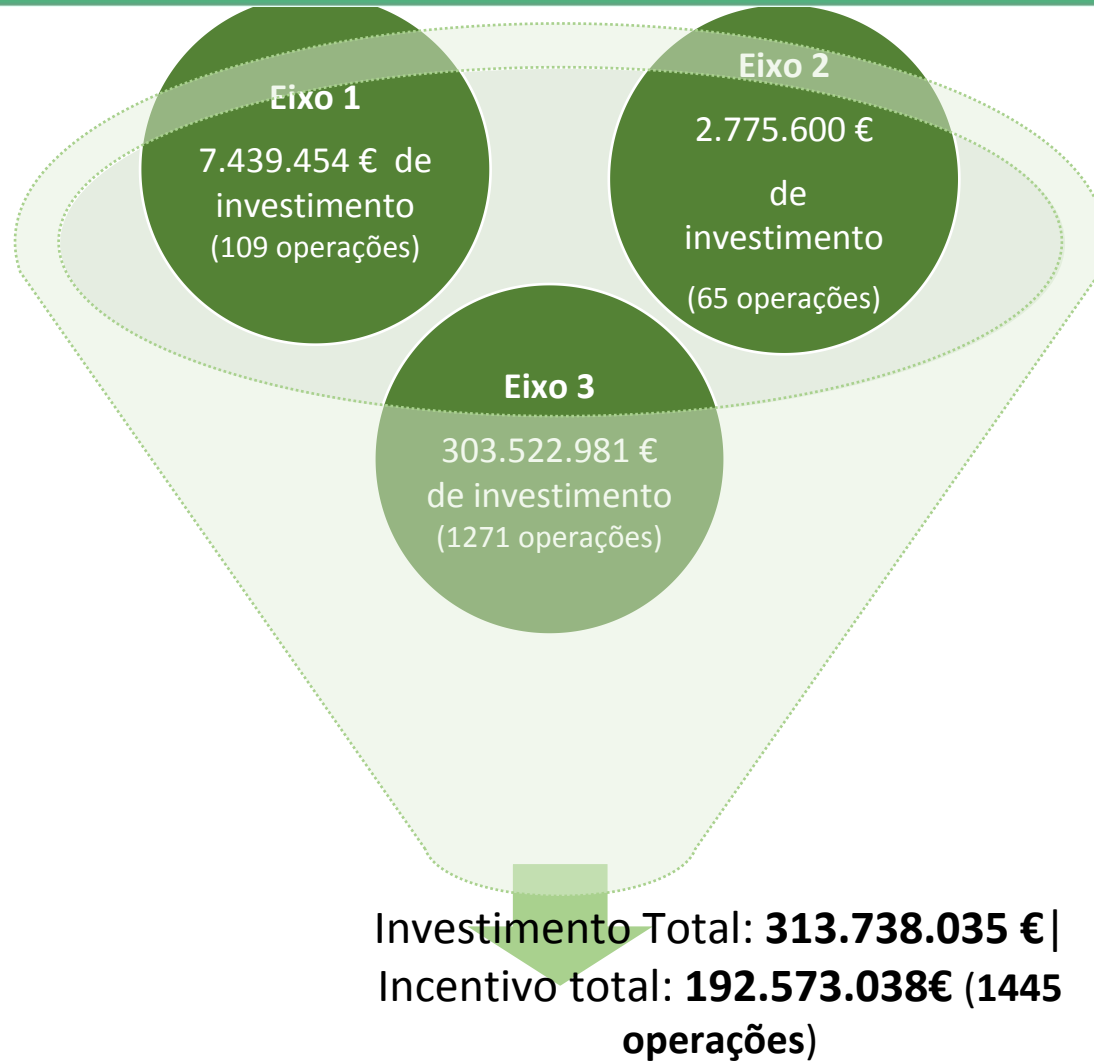 Eixo 1
7.439.454 € de
investimento
(109 operações)
Eixo 2
2.775.600 €
de
investimento
(65 operações)
Eixo 3
303.522.981 €
de investimento
(1271 operações)
Investimento Total: 313.738.035 €|
Incentivo total: 192.573.038€ (1445
operações)